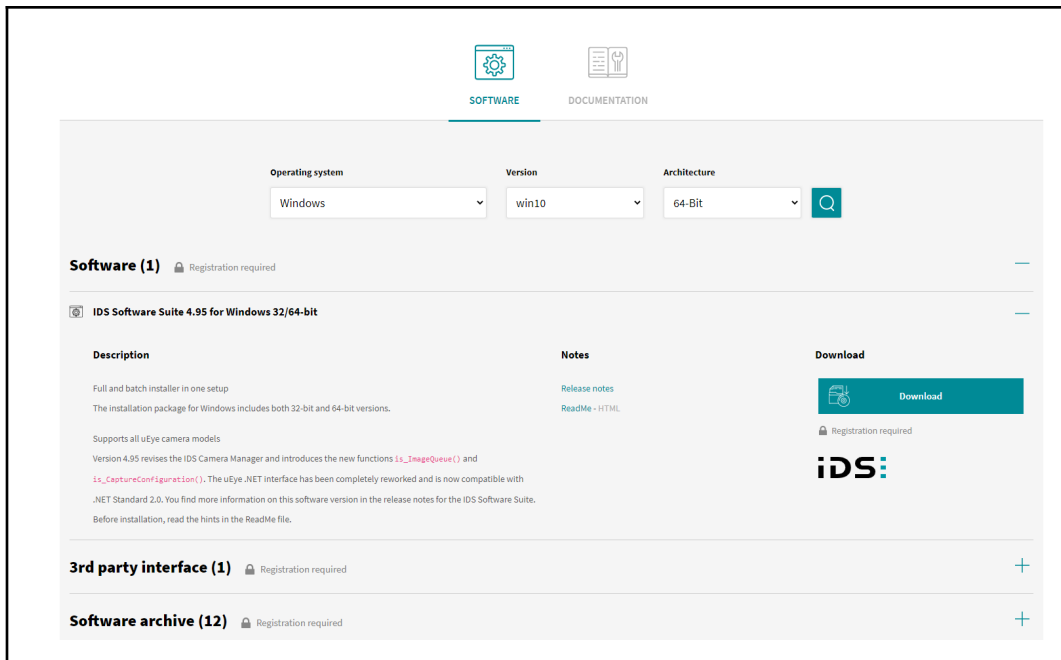 SOFTWARE
DOCUMENTATION
Operating system
Version
Architecture
Windows
win10
64-Bit
Software (1) Registration required
IDS Software Suite 4.95 for Windows 32/64-bit
Description
Notes
Download
Full and batch installer in one setup
The installation package for Windows includes both 32-bit and 64-bit versions.
Supports all uEye camera models
Version 4.95 revises the IDS Camera Manager and introduces the new functions is_ImageQueue() and
is_CaptureConfiguration(). The uEye .NET interface has been completely reworked and is now compatible with
.NET Standard 2.0. You find more information on this software version in the release notes for the IDS Software Suite.
Before installation, read the hints in the ReadMe file.
Release notes
ReadMe - HTML
Download
Registration required
iDS
3rd party interface (1) Registration required
Software archive (12) Registration required